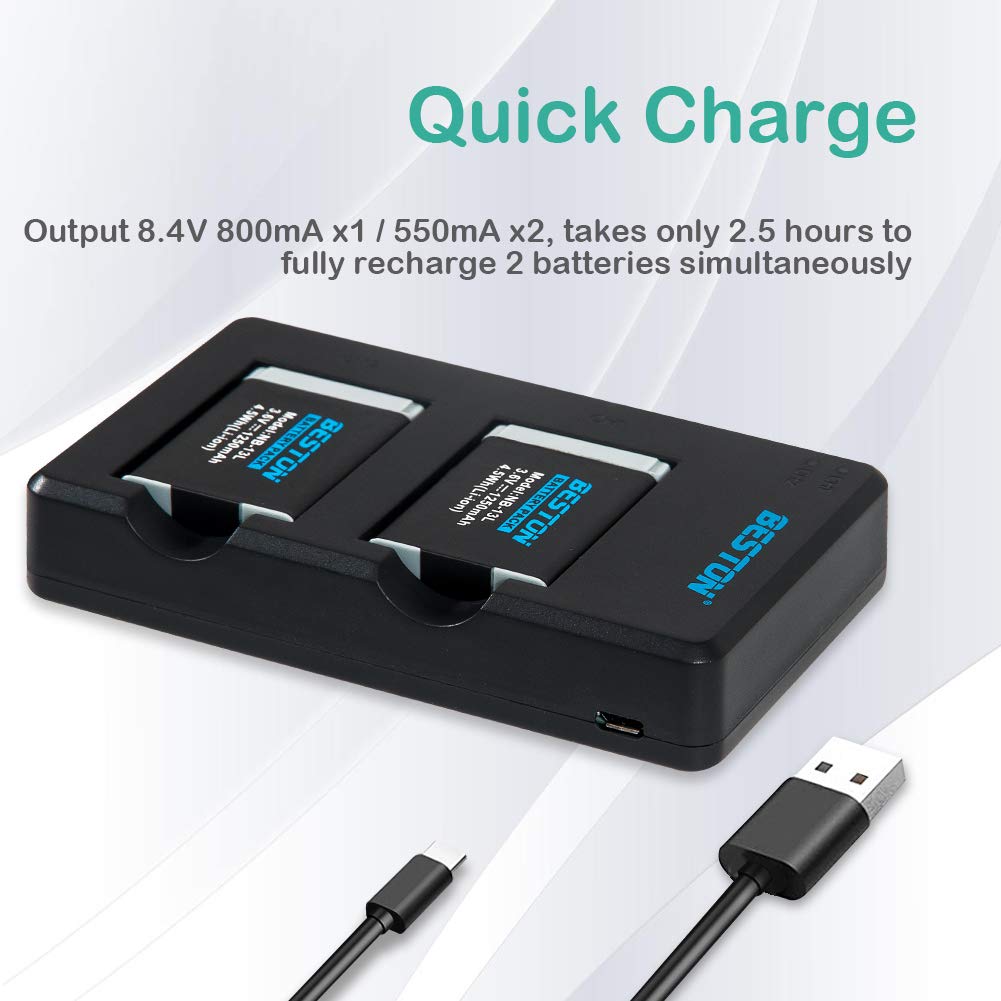 Quick Charge
Output 8.4V 800mA x1 / 550mA x2, takes only 2.5 hours to
fully recharge 2 batteries simultaneously
BESTON
BATTERY PACK
Model:NB-13L
3.6V⎓1250mAh
4.5Wh(Li-ion)
BESTON
BATTERY PACK
Model:NB-13L
3.6V⎓1250mAh
4.5Wh(Li-ion)
BESTON®